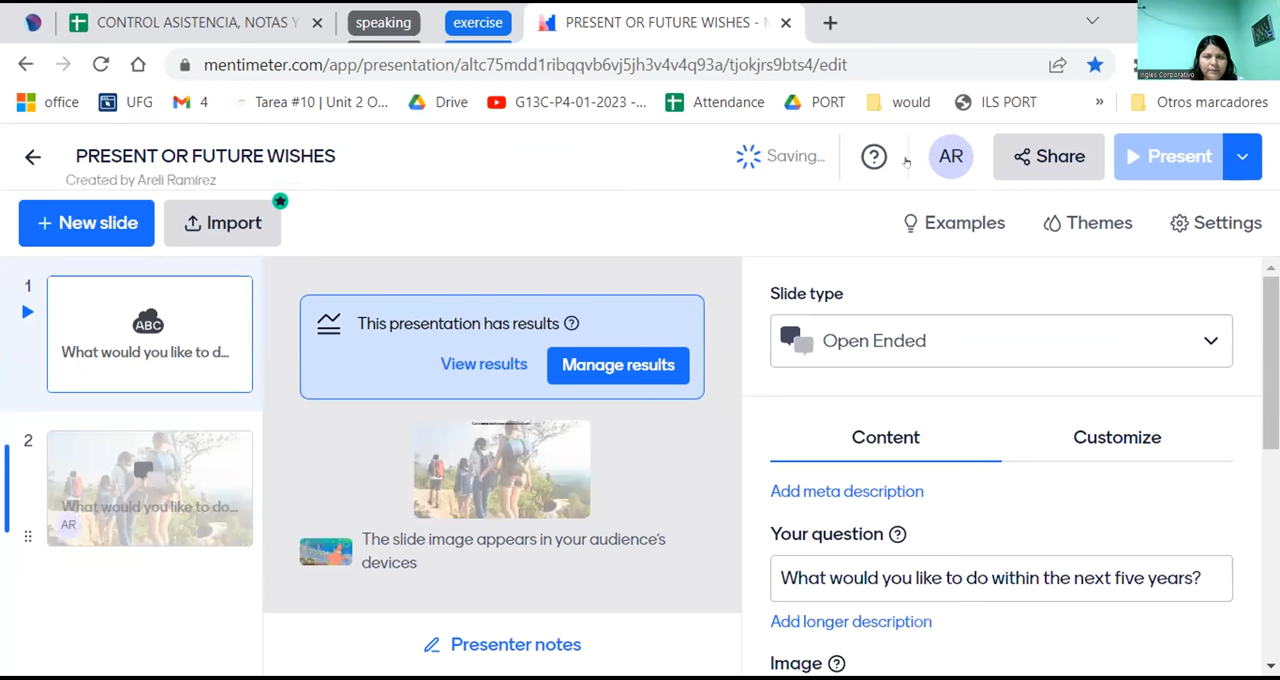 CONTROL ASISTENCIA, NOTAS Y
speaking
exercise
PRESENT OR FUTURE WISHES - M
Ingles Corporativo
mentimeter.com/app/presentation/altc75ndd1ribqqvb6vj5jh3v4v4q93a/tjokjrs9bts4/edit
office
UFG
4
Tarea #10 | Unit 2 O...
Drive
G13C-P4-01-2023 -...
Attendance
PORT
would
ILS PORT
»
Otros marcadores
PRESENT OR FUTURE WISHES
Created by Areli Ramírez
Saving...
AR
Share
Present
+ New slide
Import
Examples
Themes
Settings
1
ABC
What would you like to d...
2
What would you like to do...
AR
This presentation has results
View results
Manage results
The slide image appears in your audience's
devices
Presenter notes
Slide type
Open Ended
Content
Customize
Add meta description
Your question
What would you like to do within the next five years?
Add longer description
Image